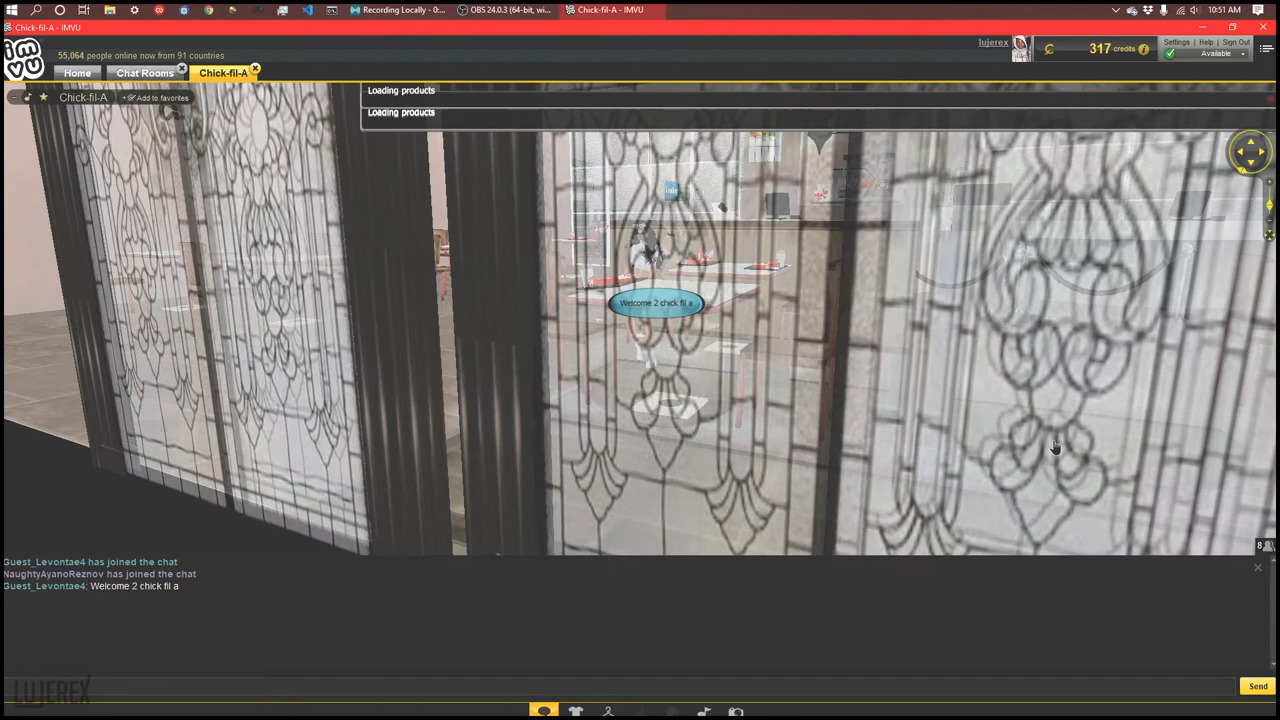 Recording Locally - 0:...
OBS 24.0.3 (64-bit, wi...
Chick-fil-A - IMVU
10:51 AM
Chick-fil-A - IMVU
imvu
55,064 people online now from 91 countries
lujerex
317 credits
Settings | Help | Sign Out
Available
Home
Chat Rooms
Chick-fil-A
Chick-fil-A
+ Add to favorites
Loading products
Loading products
Welcome 2 chick fil a
8
Guest_Levontae4 has joined the chat
NaughtyAyanoReznov has joined the chat
Guest_Levontae4: Welcome 2 chick fil a
LUJEREX
Send